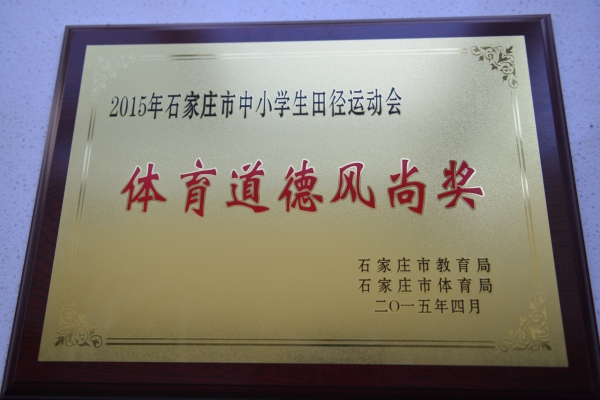 2015年石家庄市中小学生田径运动会
体育道德风尚奖
石家庄市教育局
石家庄市体育局
二〇一五年四月